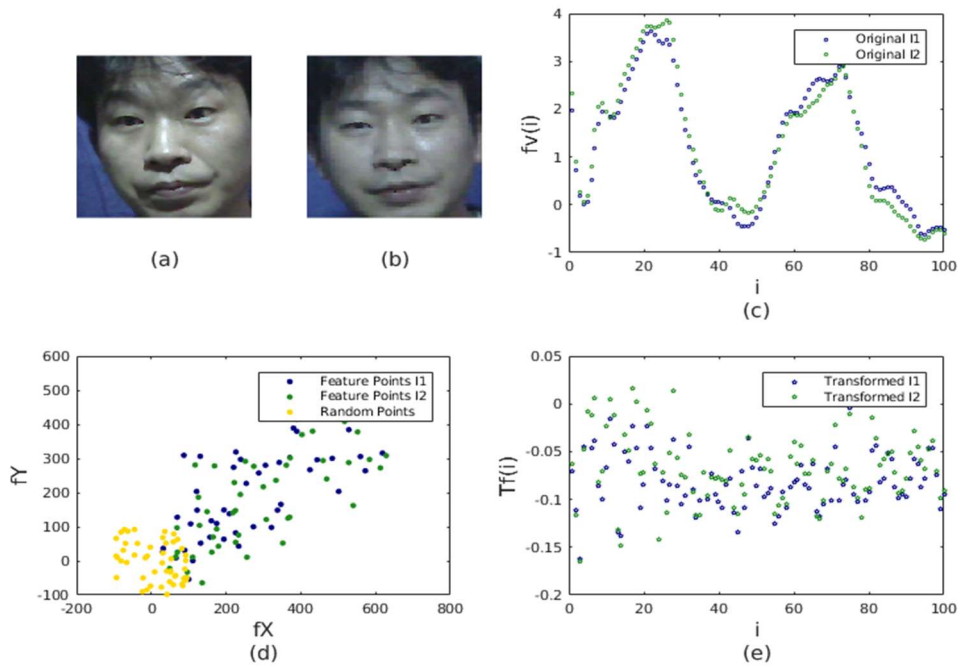 (a)
(b)
4
3
2
1
0
-1
fv(i)
Original I1
Original I2
0
20
40
60
80
100
i
(c)
600
500
400
300
200
100
0
-100
fY
Feature Points I1
Feature Points I2
Random Points
-200
0
200
400
600
800
fX
(d)
0.05
0
-0.05
-0.1
-0.15
-0.2
Tf(i)
Transformed I1
Transformed I2
0
20
40
60
80
100
i
(e)